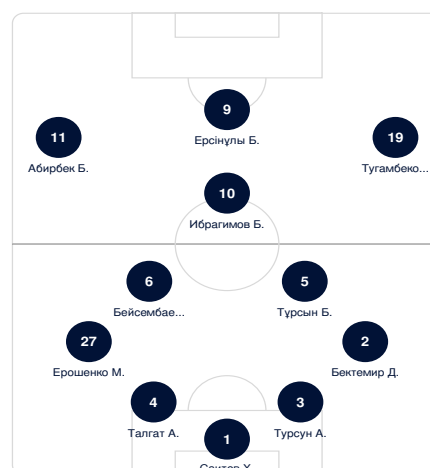 9
Ерсінұлы Б.
11
Абирбек Б.
19
Тугамбеко...
10
Ибрагимов Б.
6
Бейсембае...
5
Тұрсын Б.
27
Ерошенко М.
2
Бектемир Д.
4
Талгат А.
3
Турсун А.
1